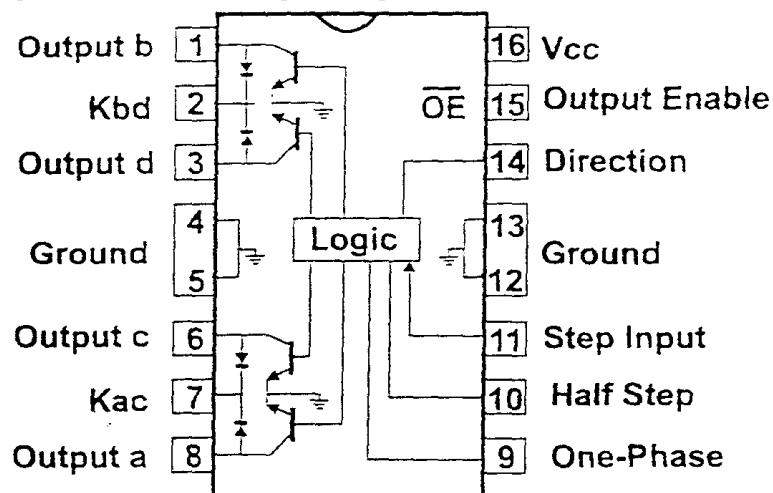 Output b 1
Kbd 2
Output d 3
4
Ground
5
Output c 6
Kac 7
Output a 8
Logic
16 Vcc
OE 15 Output Enable
14 Direction
13
Ground
12
11 Step Input
10 Half Step
9 One-Phase